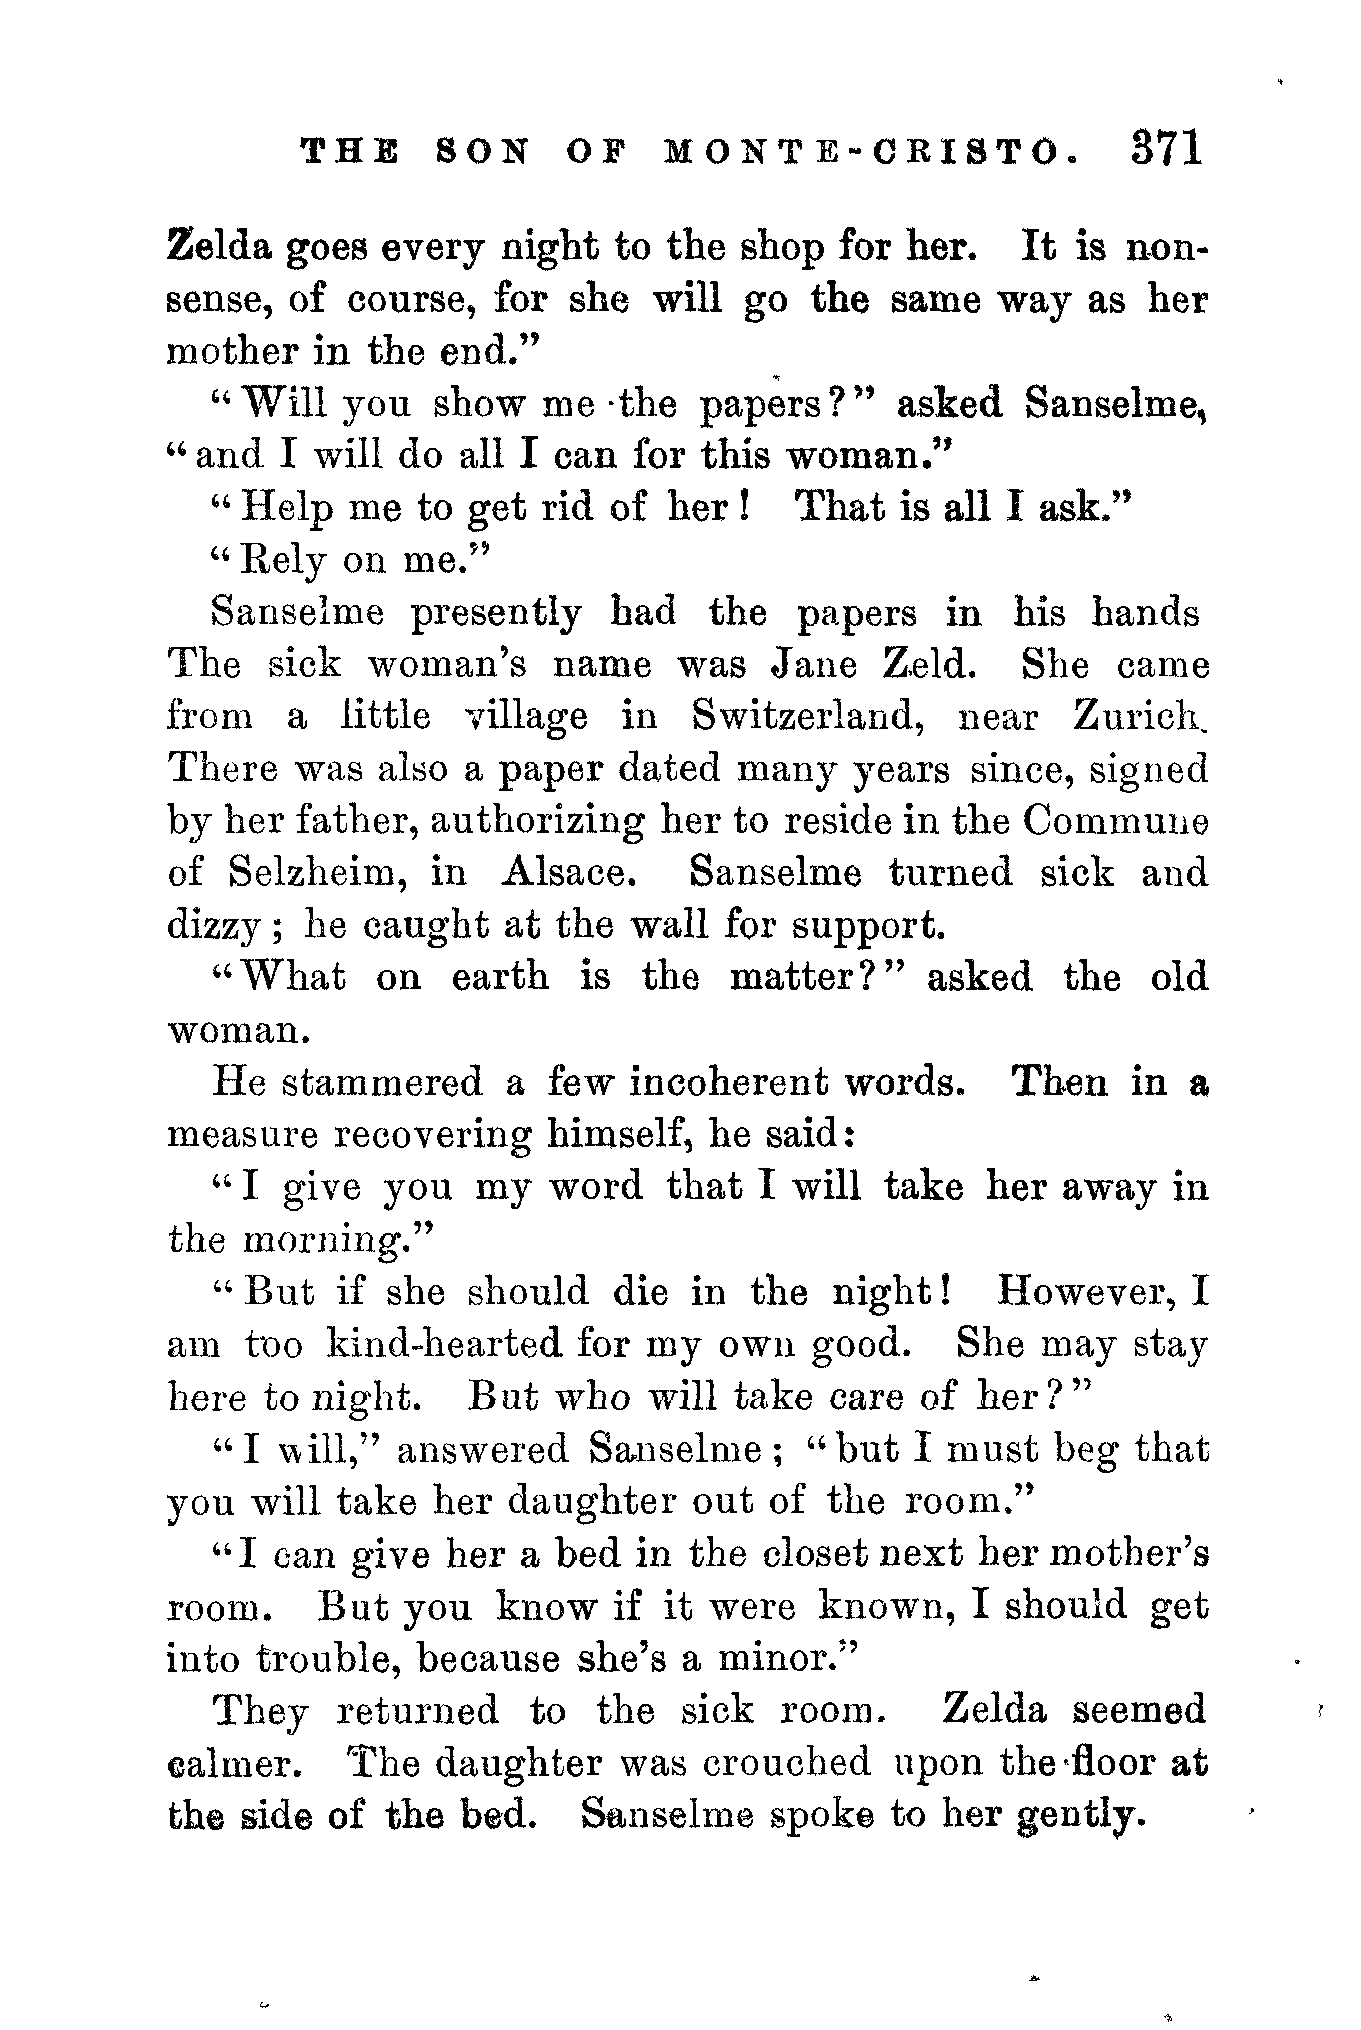 THE SON OF MONTE-CRISTO. 371
Zelda goes every night to the shop for her. It is non-
sense, of course, for she will go the same way as her
mother in the end."
"Will you show me the papers?" asked Sanselme,
"and I will do all I can for this woman."
"Help me to get rid of her! That is all I ask."
"Rely on me."
Sanselme presently had the papers in his hands
The sick woman's name was Jane Zeld. She came
from a little village in Switzerland, near Zurich.
There was also a paper dated many years since, signed
by her father, authorizing her to reside in the Commune
of Selzheim, in Alsace. Sanselme turned sick and
dizzy; he caught at the wall for support.
"What on earth is the matter?" asked the old
woman.
He stammered a few incoherent words. Then in a
measure recovering himself, he said:
"I give you my word that I will take her away in
the morning."
"But if she should die in the night! However, I
am too kind-hearted for my own good. She may stay
here to night. But who will take care of her?"
"I will," answered Sanselme; "but I must beg that
you will take her daughter out of the room."
"I can give her a bed in the closet next her mother's
room. But you know if it were known, I should get
into trouble, because she's a minor."
They returned to the sick room. Zelda seemed
calmer. The daughter was crouched upon the floor at
the side of the bed. Sanselme spoke to her gently.